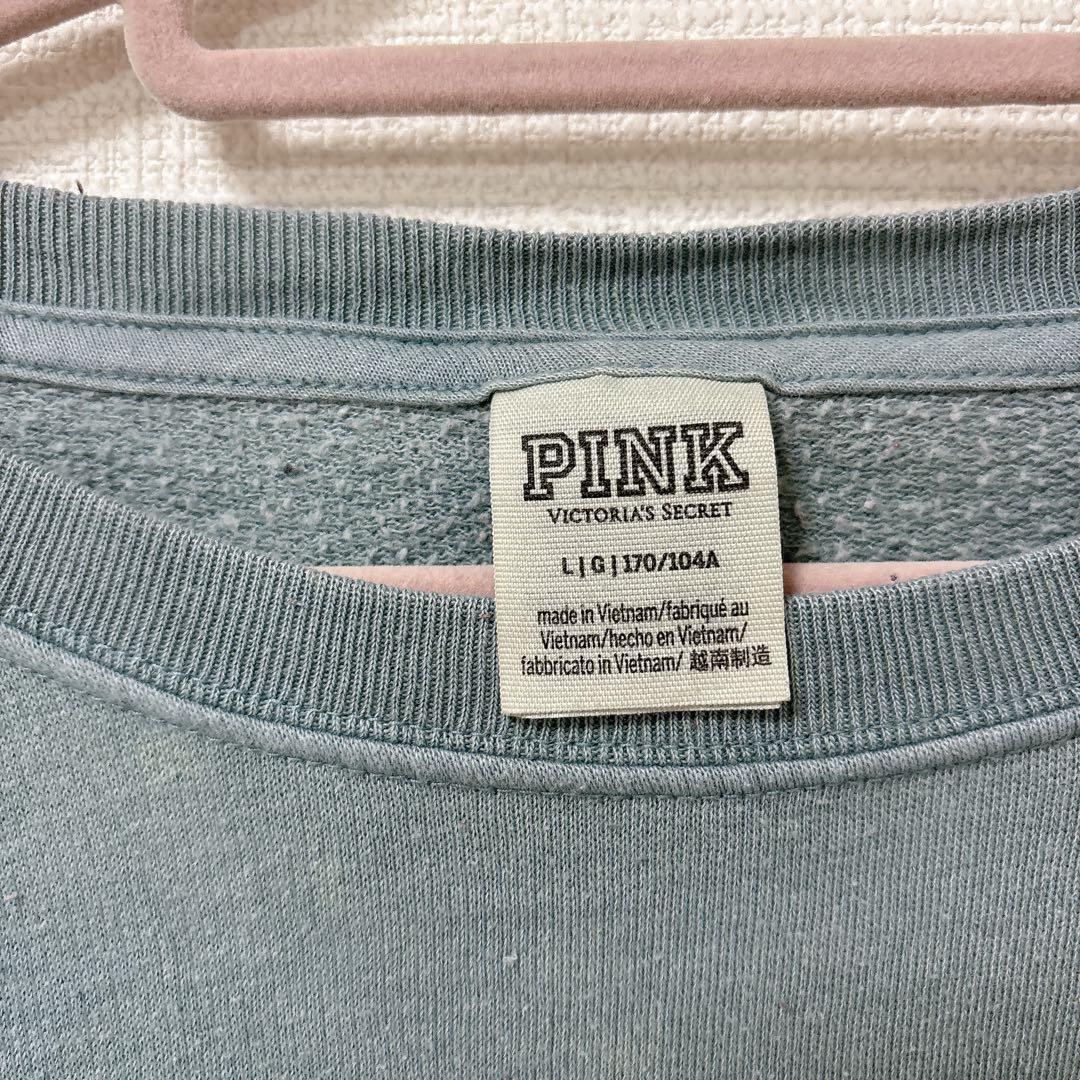 PINK
VICTORIA'S SECRET
L|G|170/104A
made in Vietnam/fabriqué au
Vietnam/hecho en Vietnam/
fabbricato in Vietnam/ 越南制造